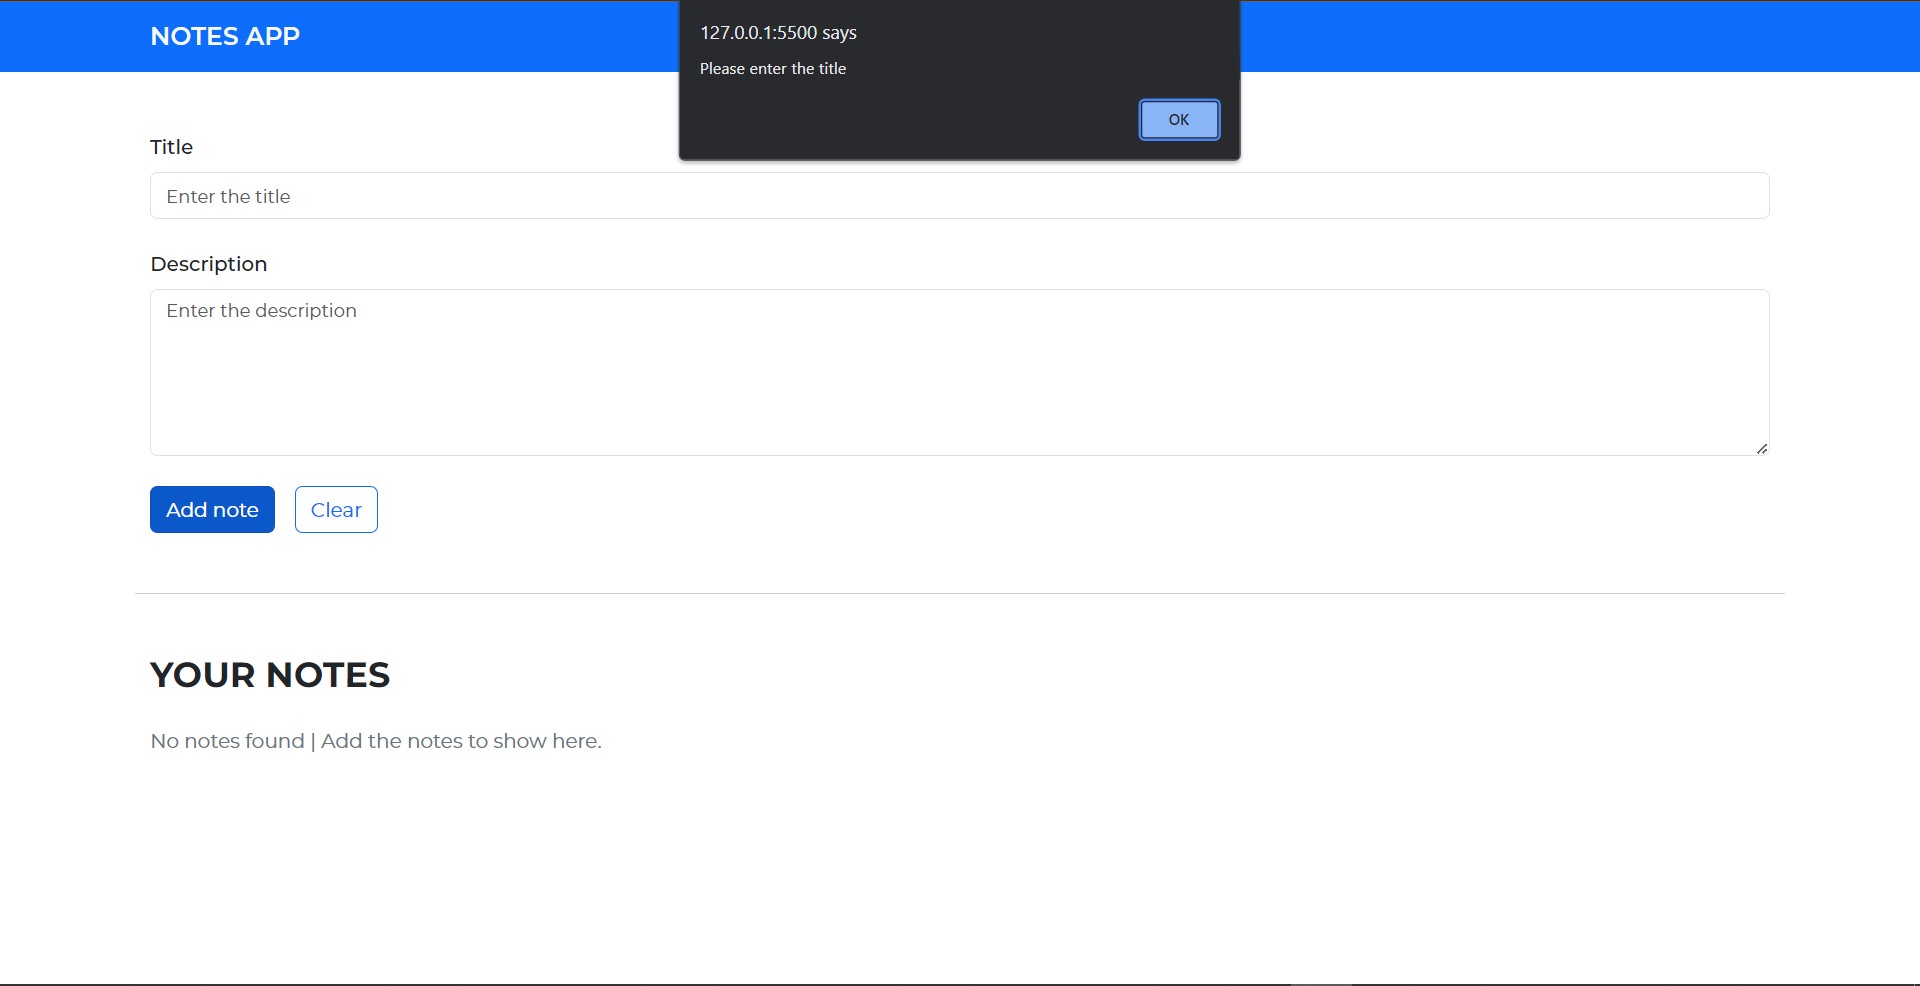 NOTES APP
127.0.0.1:5500 says
Please enter the title
OK
Title
Enter the title
Description
Enter the description
Add note
Clear
YOUR NOTES
No notes found | Add the notes to show here.